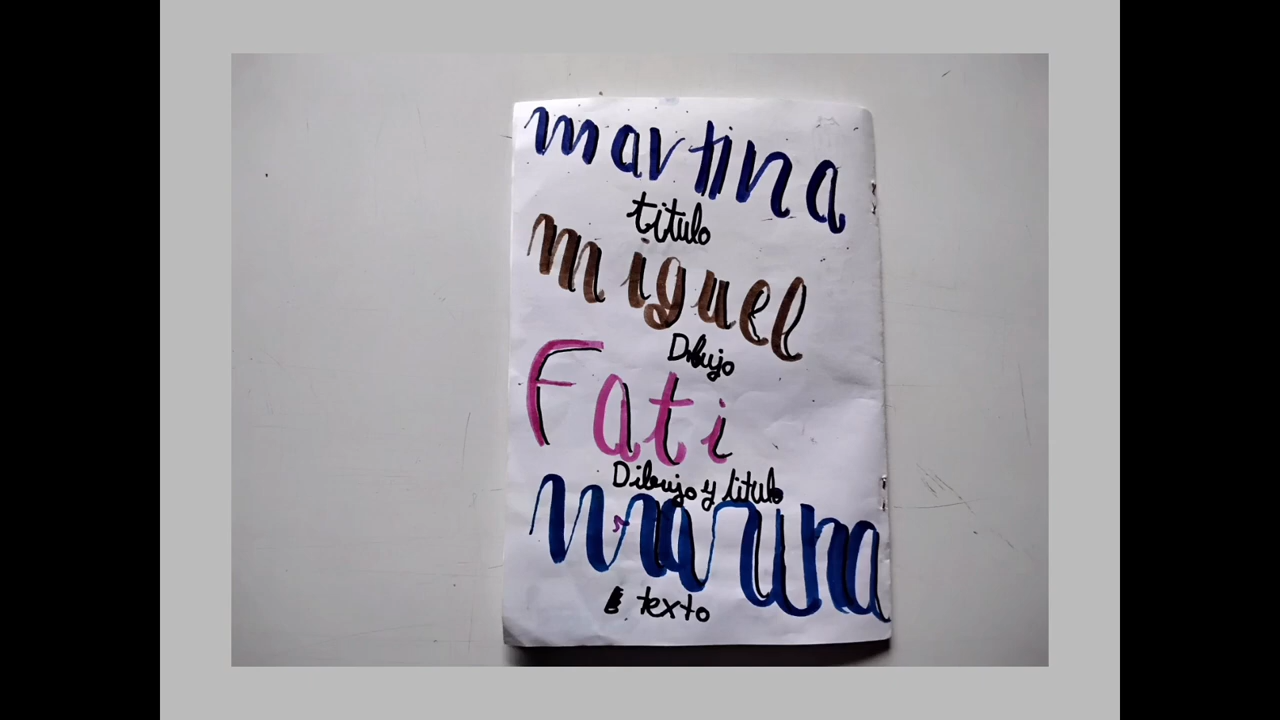 martina
titulo
miguel
Dibujo
Fati
Dibujo y titulo
marina
texto